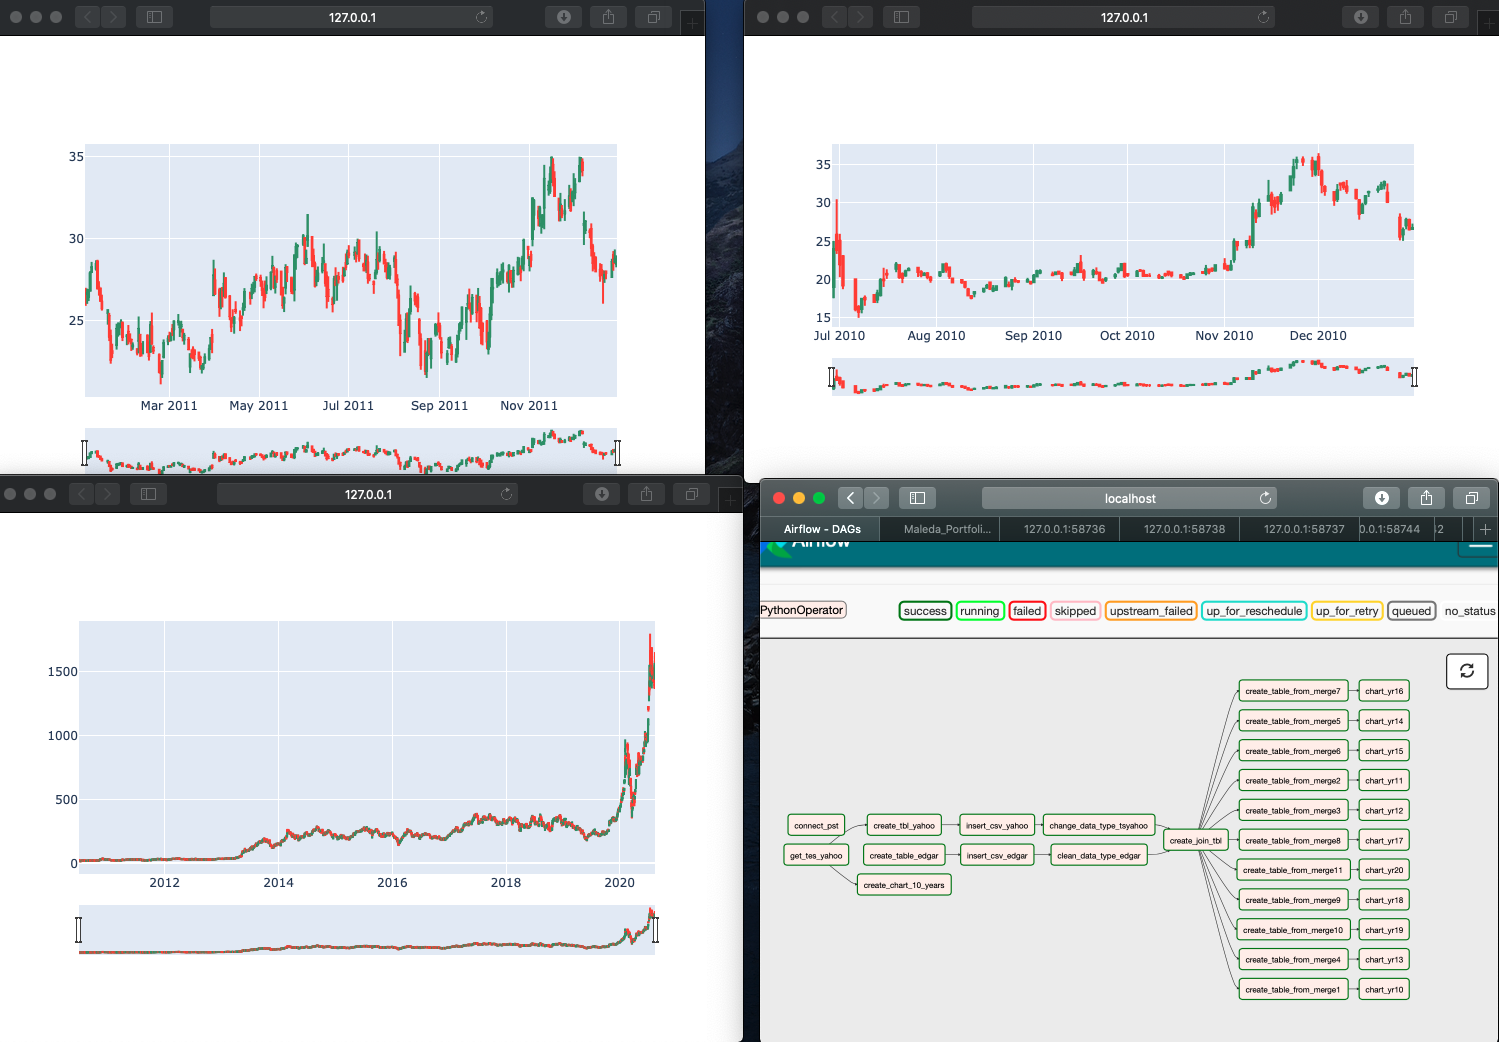 127.0.0.1
35
30
25
Mar 2011 May 2011 Jul 2011 Sep 2011 Nov 2011
127.0.0.1
35
30
25
20
15
Jul 2010 Aug 2010 Sep 2010 Oct 2010 Nov 2010 Dec 2010
127.0.0.1
1500
1000
500
0
2012 2014 2016 2018 2020
localhost
Airflow - DAGs Maleda_Portfoli... 127.0.0.1:58736 127.0.0.1:58738 127.0.0.1:58737 0.0.1:58744
Airflow
PythonOperator success running failed skipped upstream_failed up_for_reschedule up_for_retry queued no_status
create_table_from_merge7 chart_yr16
create_table_from_merge5 chart_yr14
create_table_from_merge6 chart_yr15
create_table_from_merge2 chart_yr11
create_table_from_merge3 chart_yr12
connect_pst create_tbl_yahoo insert_csv_yahoo change_data_type_tsyahoo
create_join_tbl create_table_from_merge8 chart_yr17
get_tes_yahoo create_table_edgar insert_csv_edgar clean_data_type_edgar
create_table_from_merge11 chart_yr20
create_chart_10_years
create_table_from_merge9 chart_yr18
create_table_from_merge10 chart_yr19
create_table_from_merge4 chart_yr13
create_table_from_merge1 chart_yr10